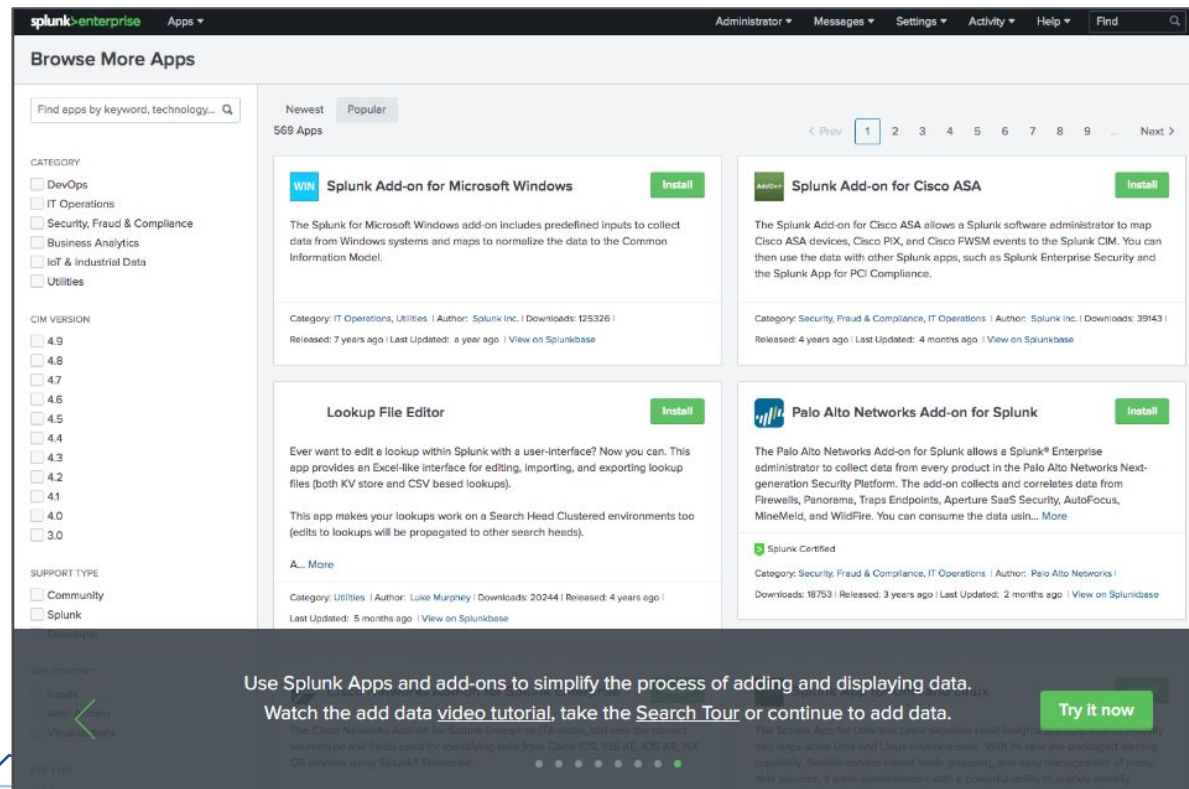 splunk>enterprise Apps Administrator Messages Settings Activity Help Find
Browse More Apps
Find apps by keyword, technology...
CATEGORY
DevOps
IT Operations
Security, Fraud & Compliance
Business Analytics
IoT & Industrial Data
Utilities
CIM VERSION
4.9
4.8
4.7
4.6
4.5
4.4
4.3
4.2
4.1
4.0
3.0
SUPPORT TYPE
Community
Splunk
Developer
APP CONTENT
Inputs
Alert Actions
Visualizations
APP TYPE
Newest Popular
569 Apps
< Prev 1 2 3 4 5 6 7 8 9 ... Next >
WIN Splunk Add-on for Microsoft Windows Install
The Splunk for Microsoft Windows add-on includes predefined inputs to collect
data from Windows systems and maps to normalize the data to the Common
Information Model.
Category: IT Operations, Utilities | Author: Splunk Inc. | Downloads: 125326 |
Released: 7 years ago | Last Updated: a year ago | View on Splunkbase
Splunk Add-on for Cisco ASA Install
The Splunk Add-on for Cisco ASA allows a Splunk software administrator to map
Cisco ASA devices, Cisco PIX, and Cisco FWSM events to the Splunk CIM. You can
then use the data with other Splunk apps, such as Splunk Enterprise Security and
the Splunk App for PCI Compliance.
Category: Security, Fraud & Compliance, IT Operations | Author: Splunk Inc. | Downloads: 39143 |
Released: 4 years ago | Last Updated: 4 months ago | View on Splunkbase
Lookup File Editor Install
Ever want to edit a lookup within Splunk with a user-interface? Now you can. This
app provides an Excel-like interface for editing, importing, and exporting lookup
files (both KV store and CSV based lookups).
This app makes your lookups work on a Search Head Clustered environments too
(edits to lookups will be propagated to other search heads).
A... More
Category: Utilities | Author: Luke Murphey | Downloads: 20244 | Released: 4 years ago |
Last Updated: 5 months ago | View on Splunkbase
Palo Alto Networks Add-on for Splunk Install
The Palo Alto Networks Add-on for Splunk allows a Splunk® Enterprise
administrator to collect data from every product in the Palo Alto Networks Next-
generation Security Platform. The add-on collects and correlates data from
Firewalls, Panorama, Traps Endpoints, Aperture SaaS Security, AutoFocus,
MineMeld, and WildFire. You can consume the data usin... More
Splunk Certified
Category: Security, Fraud & Compliance, IT Operations | Author: Palo Alto Networks |
Downloads: 18753 | Released: 3 years ago | Last Updated: 2 months ago | View on Splunkbase
Use Splunk Apps and add-ons to simplify the process of adding and displaying data.
Watch the add data video tutorial, take the Search Tour or continue to add data.
Try it now